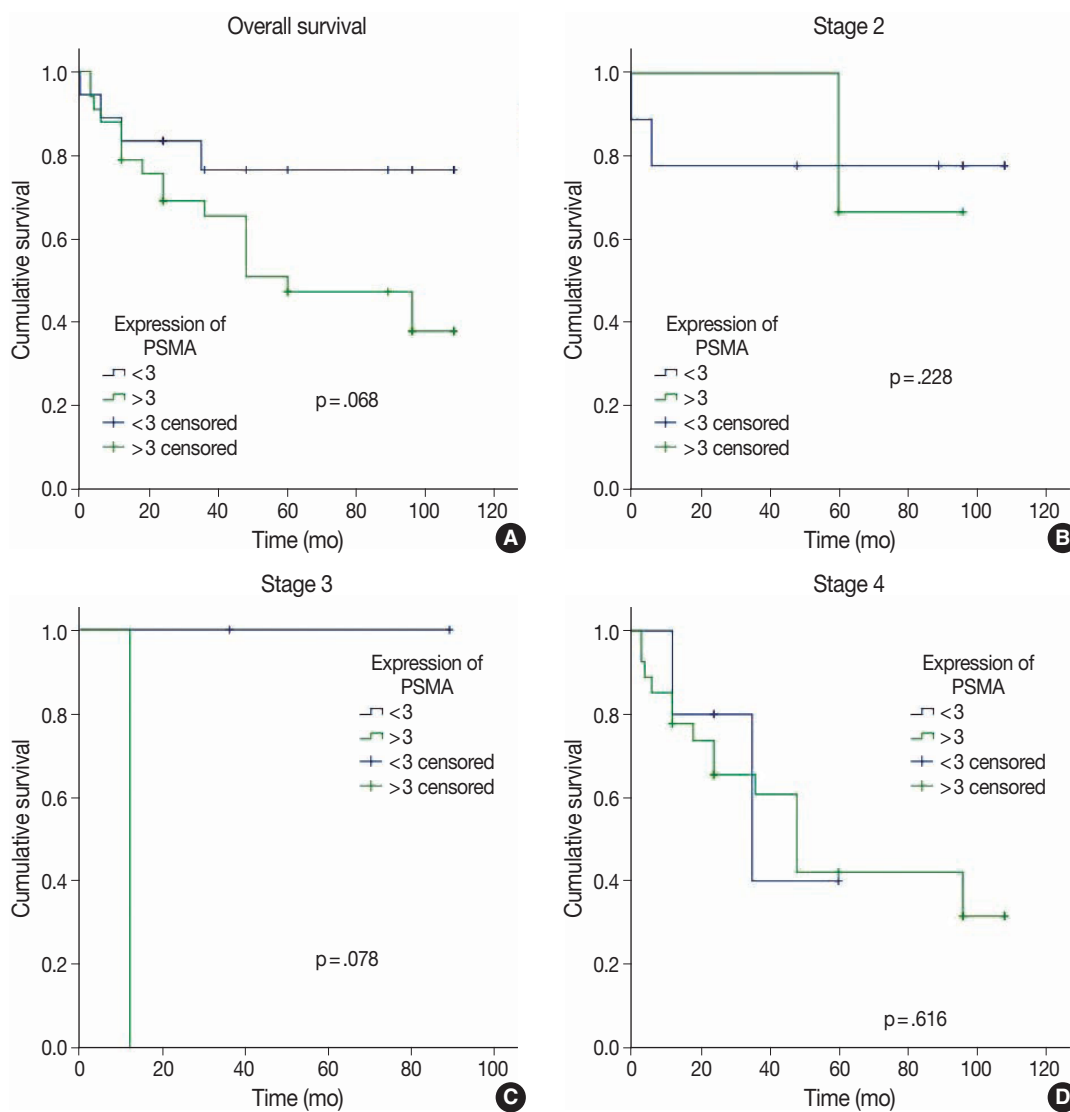 Overall survival
Cumulative survival
1.0
0.8
0.6
0.4
0.2
0.0
Expression of
PSMA
<3
>3
<3 censored
>3 censored
p=.068
0 20 40 60 80 100 120
Time (mo)
A
Stage 2
Cumulative survival
1.0
0.8
0.6
0.4
0.2
0.0
Expression of
PSMA
<3
>3
<3 censored
>3 censored
p=.228
0 20 40 60 80 100 120
Time (mo)
B
Stage 3
Cumulative survival
1.0
0.8
0.6
0.4
0.2
0.0
Expression of
PSMA
<3
>3
<3 censored
>3 censored
p=.078
0 20 40 60 80 100
Time (mo)
C
Stage 4
Cumulative survival
1.0
0.8
0.6
0.4
0.2
0.0
Expression of
PSMA
<3
>3
<3 censored
>3 censored
p=.616
0 20 40 60 80 100 120
Time (mo)
D